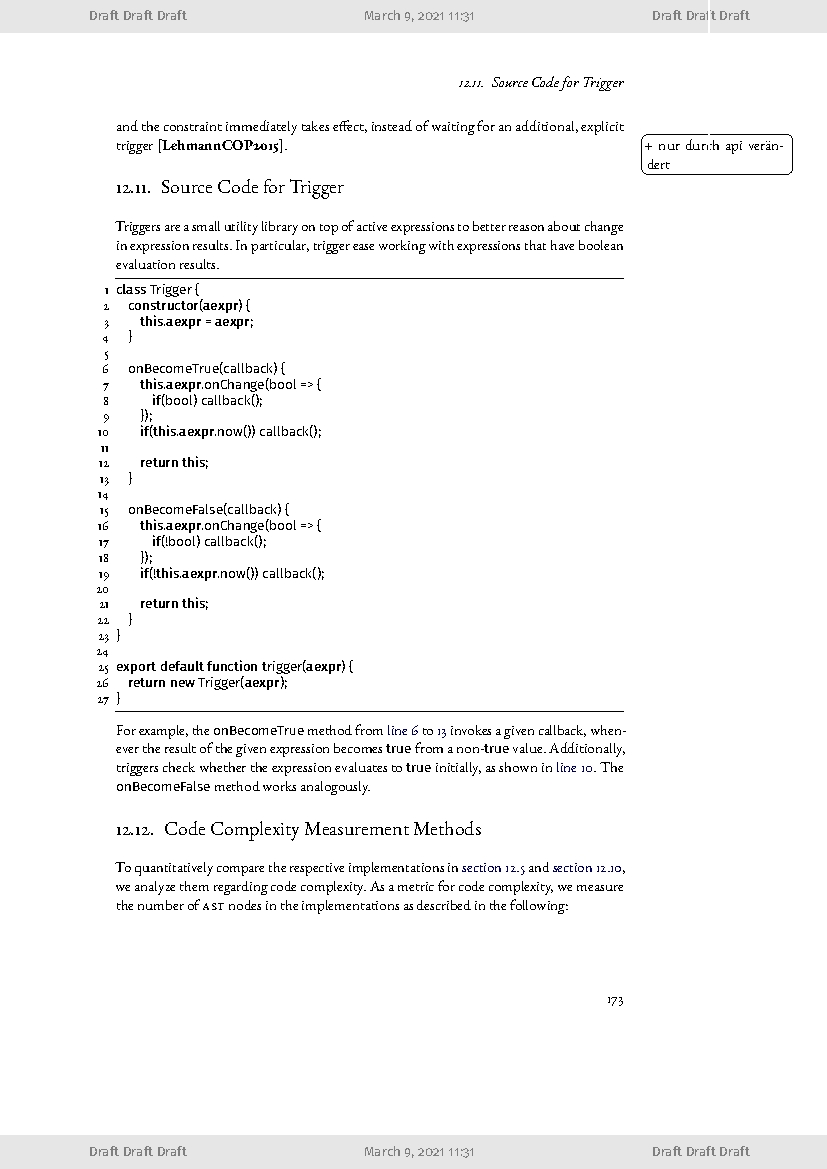 Draft Draft Draft March 9, 2021 11:31 Draft Draft Draft
12.11. Source Code for Trigger
and the constraint immediately takes effect, instead of waiting for an additional, explicit
trigger [LehmannCOP2015].
+ nur durch api verän-
dert
12.11. Source Code for Trigger
Triggers are a small utility library on top of active expressions to better reason about change
in expression results. In particular, trigger ease working with expressions that have boolean
evaluation results.
1 class Trigger {
2 constructor(aexpr) {
3 this.aexpr = aexpr;
4 }
5
6 onBecomeTrue(callback) {
7 this.aexpr.onChange(bool => {
8 if(bool) callback();
9 });
10 if(this.aexpr.now()) callback();
11
12 return this;
13 }
14
15 onBecomeFalse(callback) {
16 this.aexpr.onChange(bool => {
17 if(!bool) callback();
18 });
19 if(!this.aexpr.now()) callback();
20
21 return this;
22 }
23 }
24
25 export default function trigger(aexpr) {
26 return new Trigger(aexpr);
27 }
For example, the onBecomeTrue method from line 6 to 13 invokes a given callback, when-
ever the result of the given expression becomes true from a non-true value. Additionally,
triggers check whether the expression evaluates to true initially, as shown in line 10. The
onBecomeFalse method works analogously.
12.12. Code Complexity Measurement Methods
To quantitatively compare the respective implementations in section 12.5 and section 12.10,
we analyze them regarding code complexity. As a metric for code complexity, we measure
the number of AST nodes in the implementations as described in the following:
173
Draft Draft Draft March 9, 2021 11:31 Draft Draft Draft